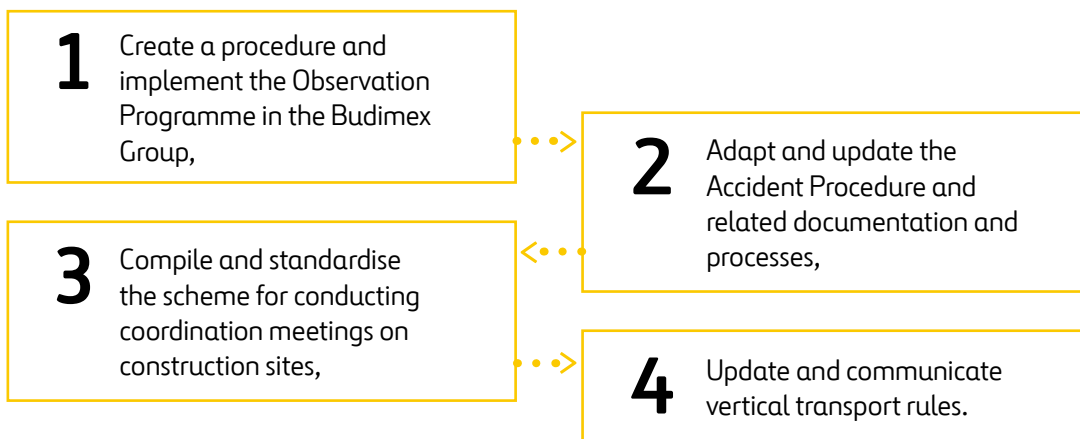 1
Create a procedure and
implement the Observation
Programme in the Budimex
Group,
2
Adapt and update the
Accident Procedure and
related documentation and
processes,
3
Compile and standardise
the scheme for conducting
coordination meetings on
construction sites,
4
Update and communicate
vertical transport rules.